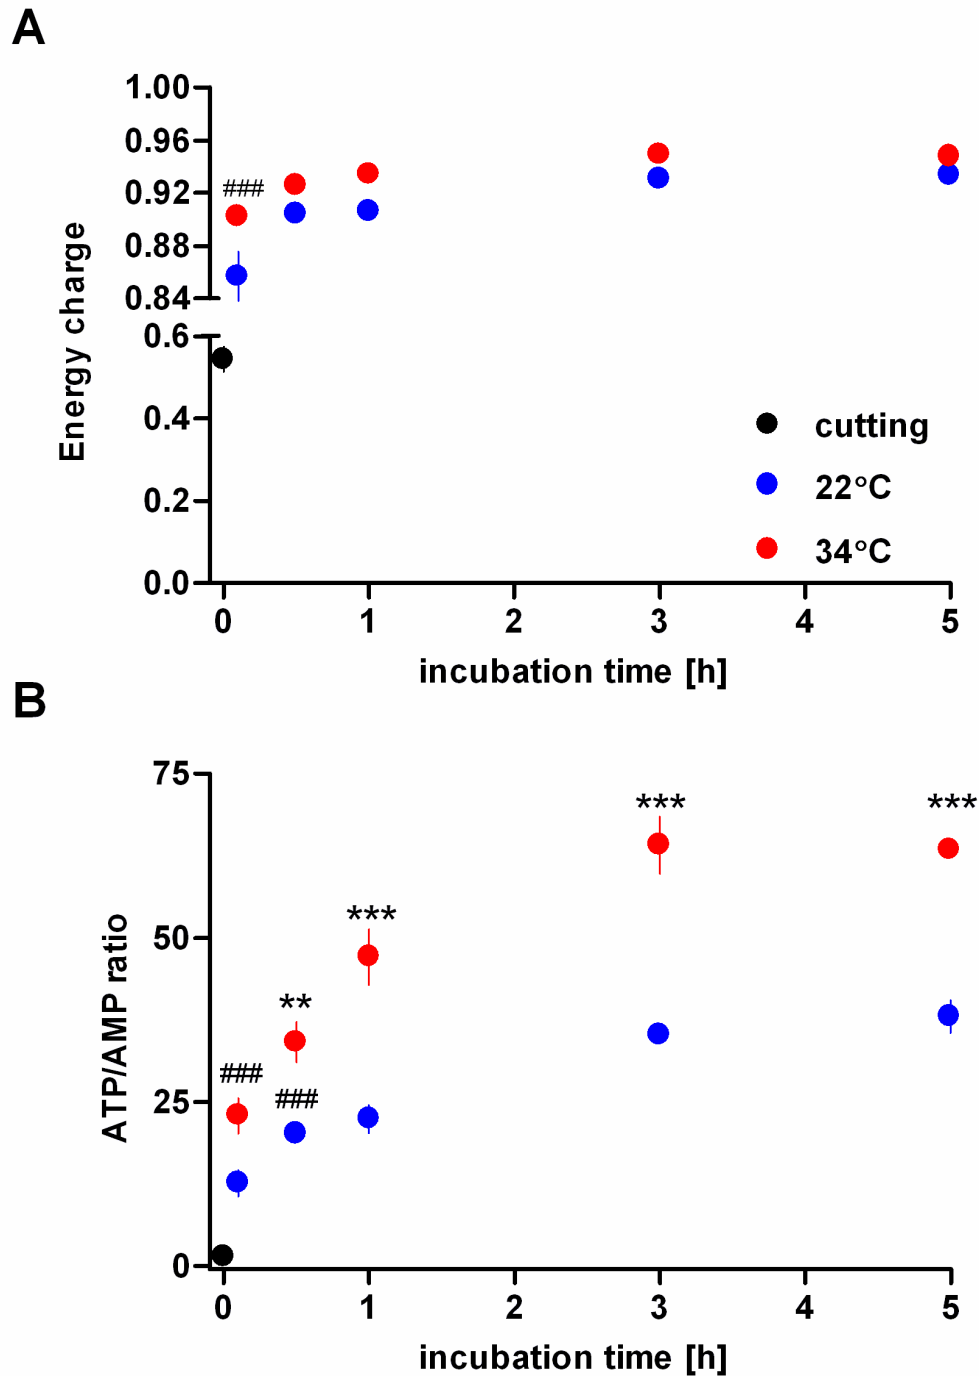 A
Energy charge
1.00
0.96
0.92
0.88
0.84
0.6
0.4
0.2
0.0
###
cutting
22°C
34°C
0 1 2 3 4 5
incubation time [h]
B
ATP/AMP ratio
75
50
25
0
###
**
###
***
***
***
0 1 2 3 4 5
incubation time [h]